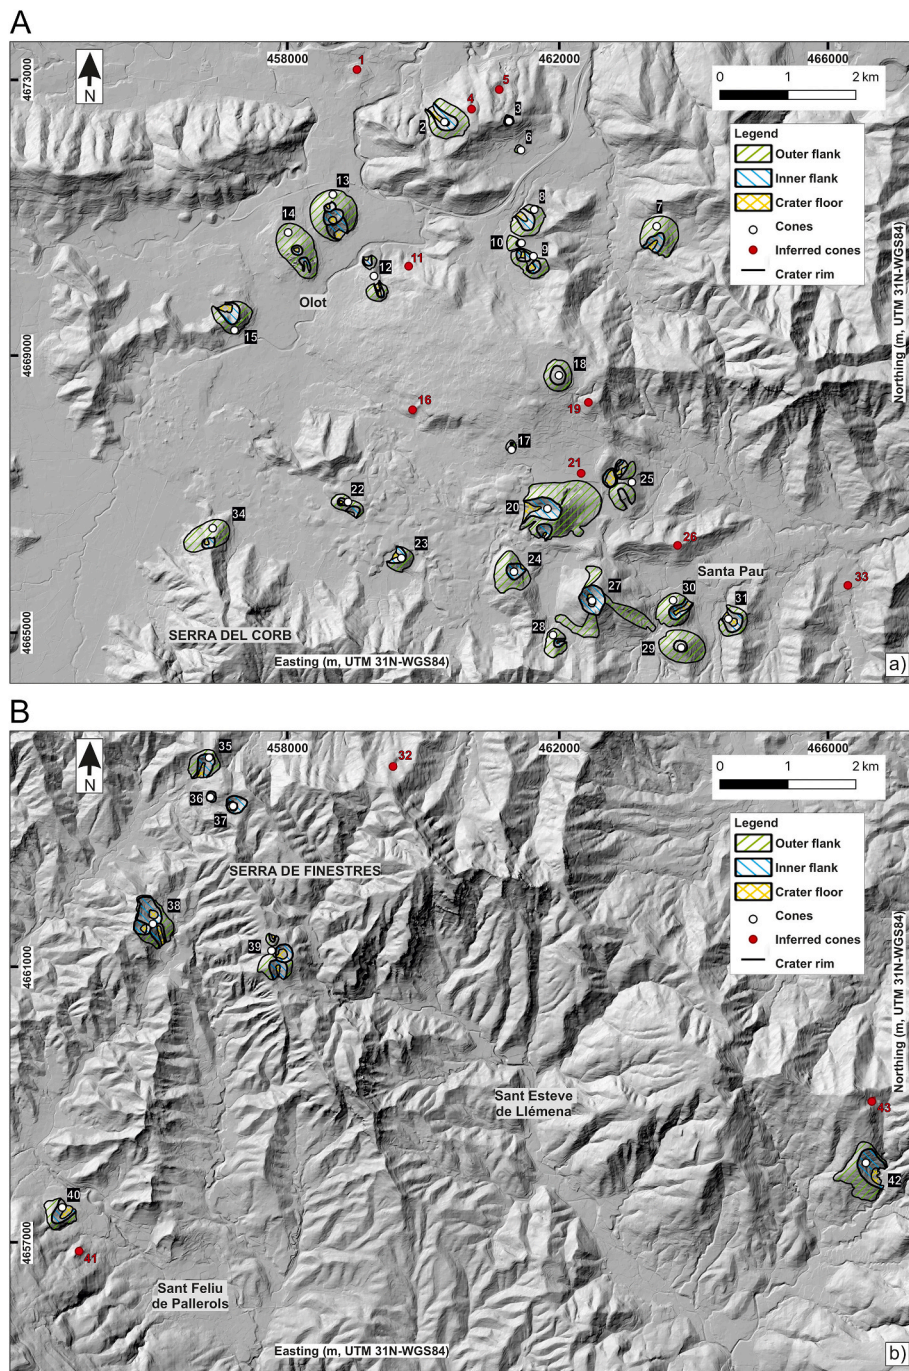 A
458000
462000
466000
4673000
N
0 1 2 km
Legend
Outer flank
Inner flank
Crater floor
Cones
Inferred cones
Crater rim
1
5
4
3
2
6
13
8
7
14
10
9
12
11
Olot
15
Northing (m, UTM 31N-WGS84)
4669000
18
16
19
17
21
25
22
20
34
23
24
26
Santa Pau
27
33
30
31
28
29
4665000
SERRA DEL CORB
Easting (m, UTM 31N-WGS84)
a)
B
458000
462000
466000
N
35
32
0 1 2 km
36
37
Legend
Outer flank
Inner flank
Crater floor
Cones
Inferred cones
Crater rim
SERRA DE FINESTRES
38
39
4661000
Northing (m, UTM 31N-WGS84)
Sant Esteve
de Llémena
43
42
40
4657000
41
Sant Feliu
de Pallerols
Easting (m, UTM 31N-WGS84)
b)